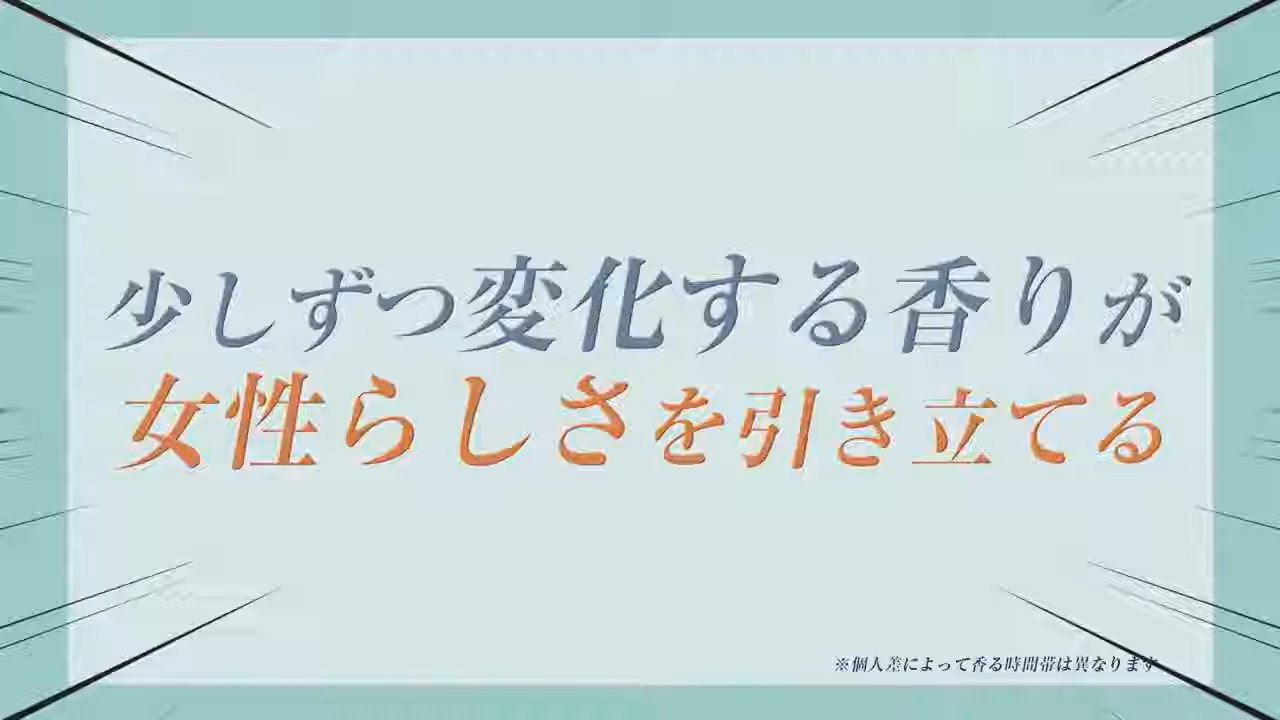 少しずつ変化する香りが
女性らしさを引き立てる
※個人差によって香る時間帯は異なります